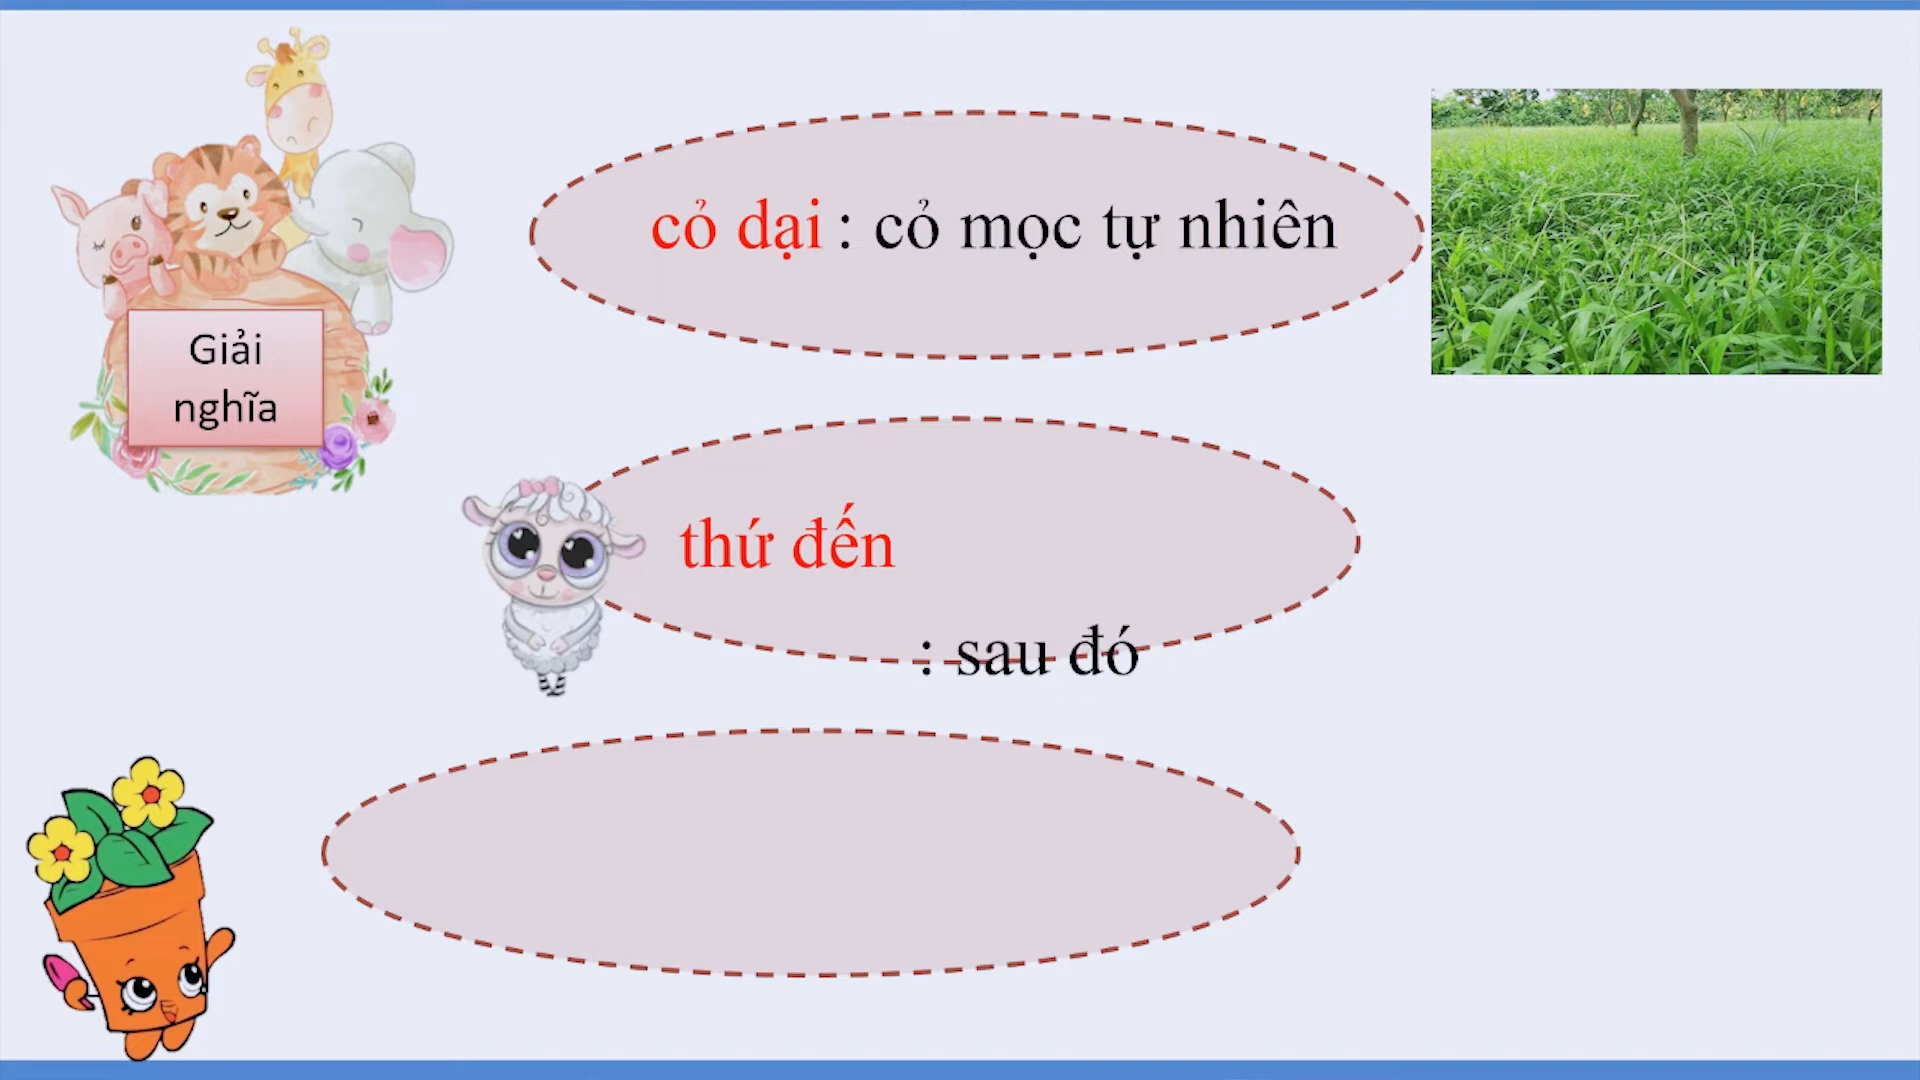 Giải
nghĩa
cỏ dại : cỏ mọc tự nhiên
thứ đến
: sau đó